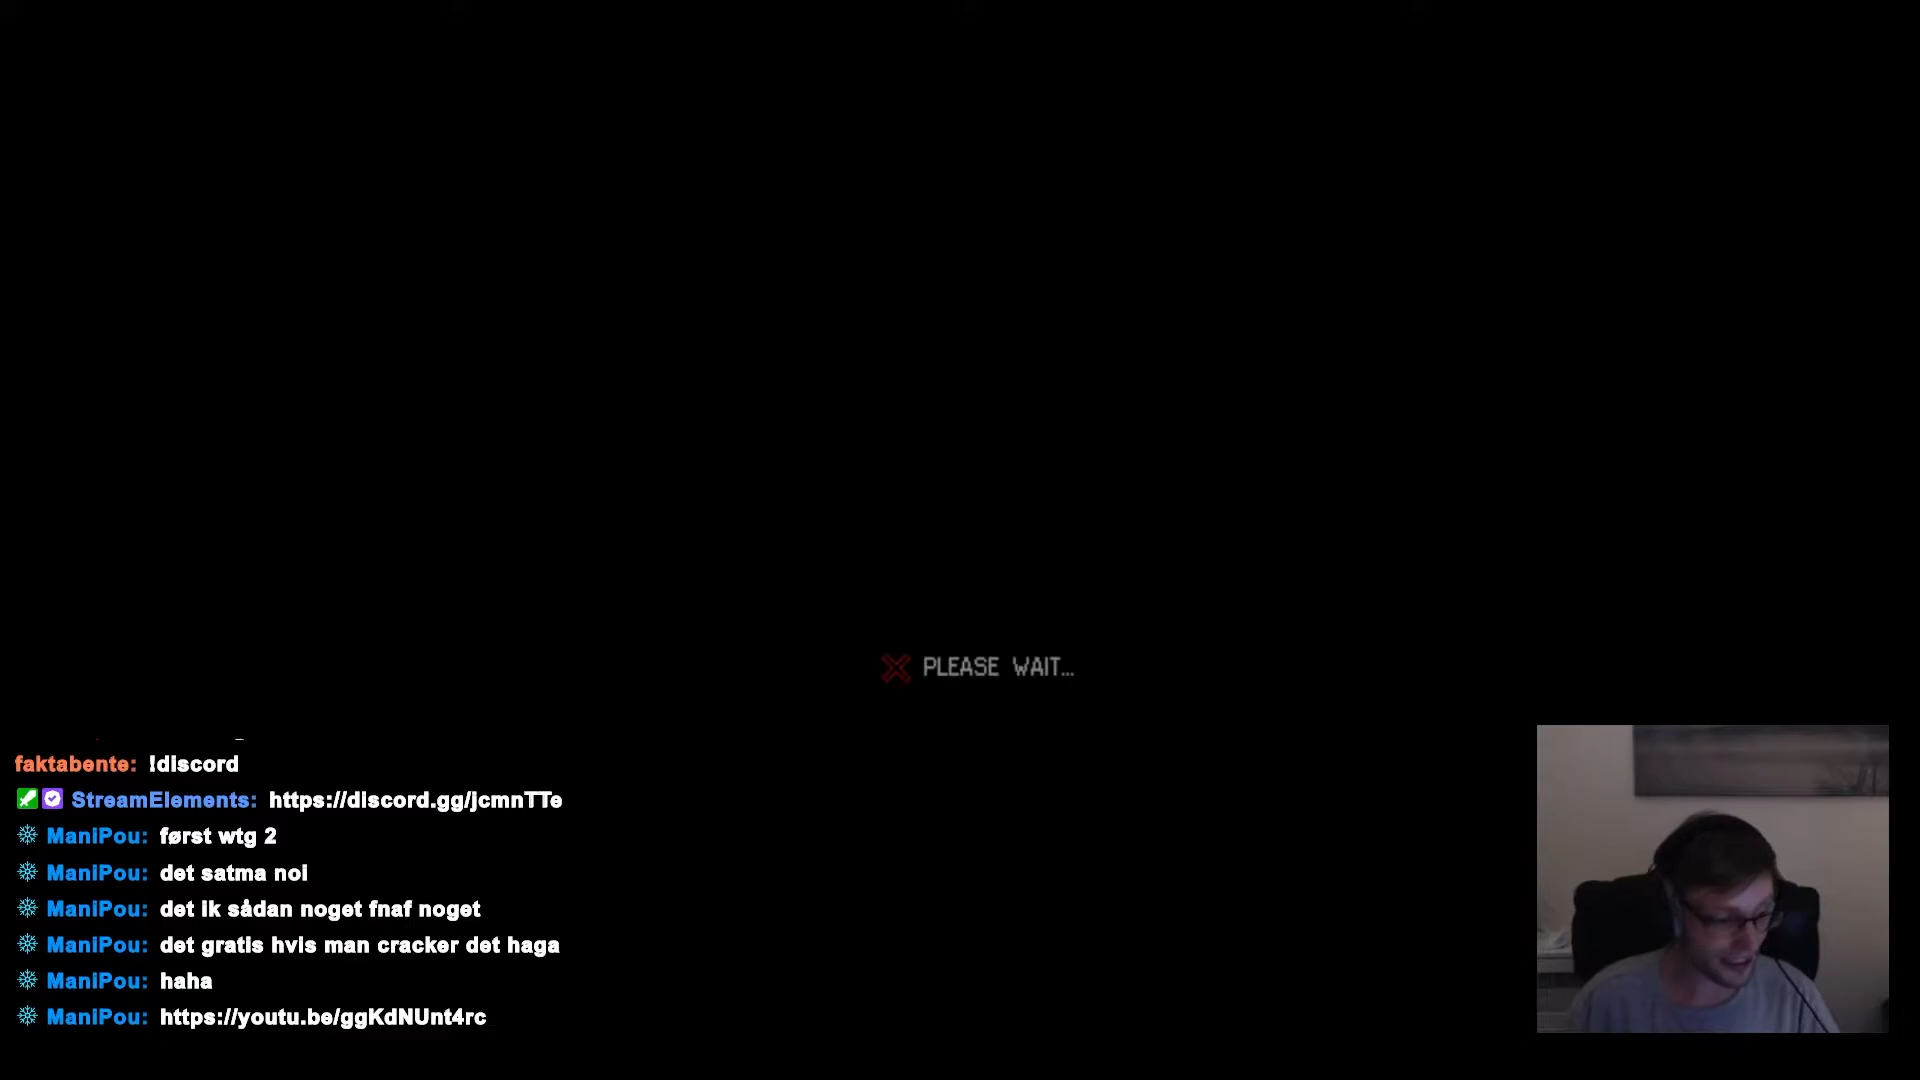 PLEASE WAIT...
faktabente: !discord
StreamElements: https://discord.gg/jcmnTTe
ManiPou: først wtg 2
ManiPou: det satma noi
ManiPou: det ik sådan noget fnaf noget
ManiPou: det gratis hvis man cracker det haga
ManiPou: haha
ManiPou: https://youtu.be/ggKdNUnt4rc